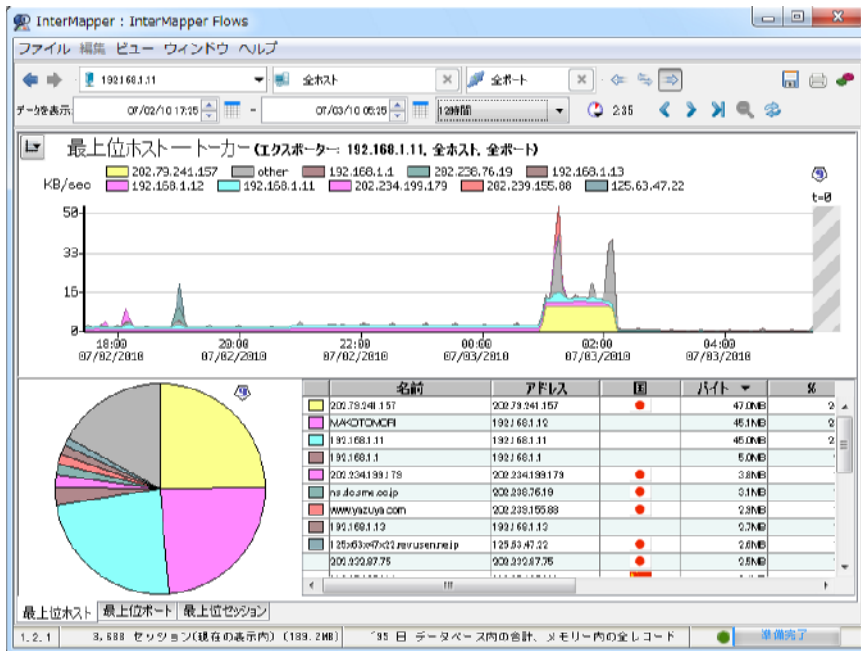 InterMapper : InterMapper Flows
ファイル 編集 ビュー ウィンドウ ヘルプ
192.168.1.11 全ホスト 全ポート
データを表示: 07/02/10 17:25 - 07/03/10 05:25 12時間 2:35
最上位ホスト―トーカー (エクスポーター: 192.168.1.11, 全ホスト, 全ポート)
202.79.241.157 other 192.168.1.1 202.238.76.19 192.168.1.13
KB/sec 192.168.1.12 192.168.1.11 202.234.199.179 202.239.155.88 125.63.47.22
t=0
50
33
16
0
18:00 20:00 22:00 00:00 02:00 04:00
07/02/2010 07/02/2010 07/02/2010 07/03/2010 07/03/2010 07/03/2010
名前 アドレス 国 バイト %
202.79.241.157 202.79.241.157 47.0MB 2
MAKOTOMORI 192.168.1.12 45.1MB 2
192.168.1.11 192.168.1.11 45.0MB 2
192.168.1.1 192.168.1.1 5.0MB
202.234.199.179 202.234.199.179 3.8MB
202.238.76.19 3.1MB
www.yazuya.com 202.239.155.88 2.9MB
192.168.1.13 192.168.1.13 2.7MB
125x63x47x22.rev.usen.ne.jp 125.63.47.22 2.6MB
2.5MB
最上位ホスト 最上位ポート 最上位セッション
1.2.1 3,688 セッション(現在の表示内) (189.2MB) 95 日 データベース内の合計、メモリー内の全レコード 準備完了